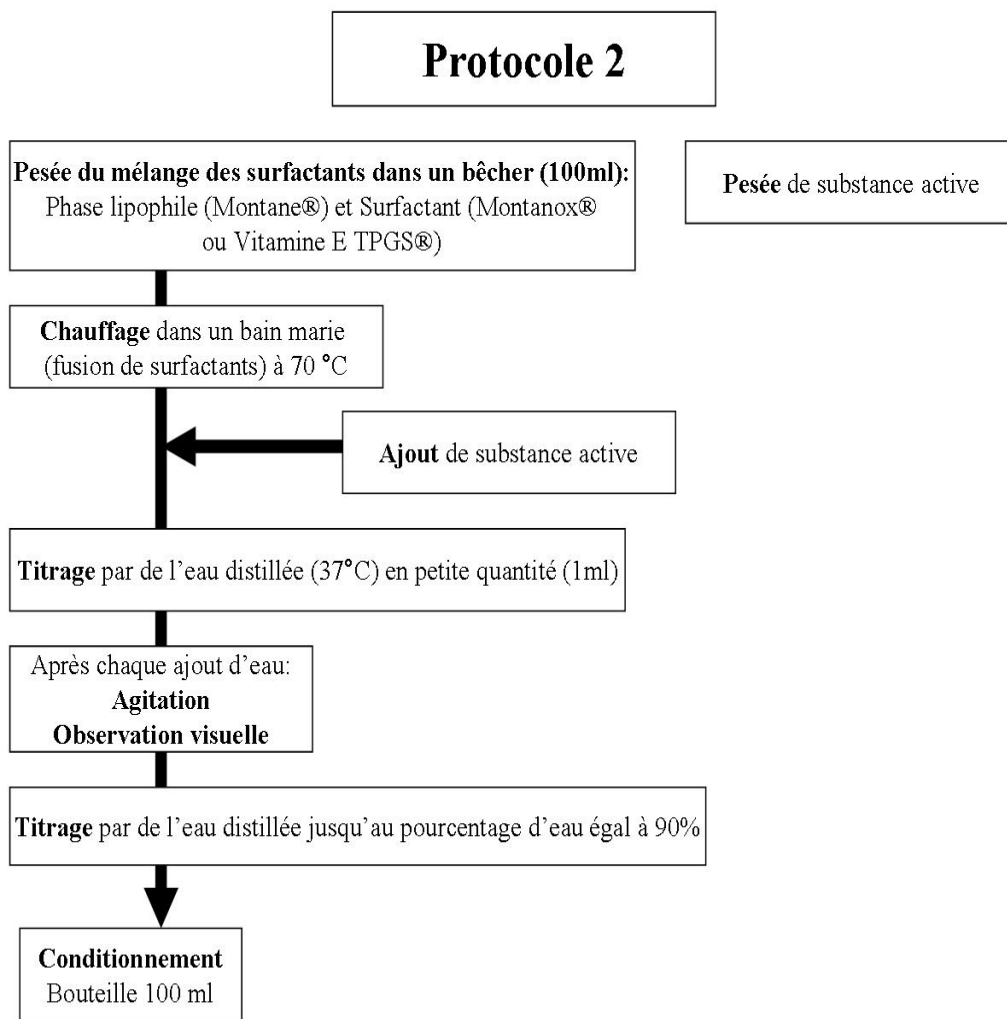 Protocole 2
Pesée du mélange des surfactants dans un bêcher (100ml):
Phase lipophile (Montane®) et Surfactant (Montanox®
ou Vitamine E TPGS®)
Pesée de substance active
Chauffage dans un bain marie
(fusion de surfactants) à 70 °C
Ajout de substance active
Titrage par de l’eau distillée (37°C) en petite quantité (1ml)
Après chaque ajout d’eau:
Agitation
Observation visuelle
Titrage par de l’eau distillée jusqu’au pourcentage d’eau égal à 90%
Conditionnement
Bouteille 100 ml